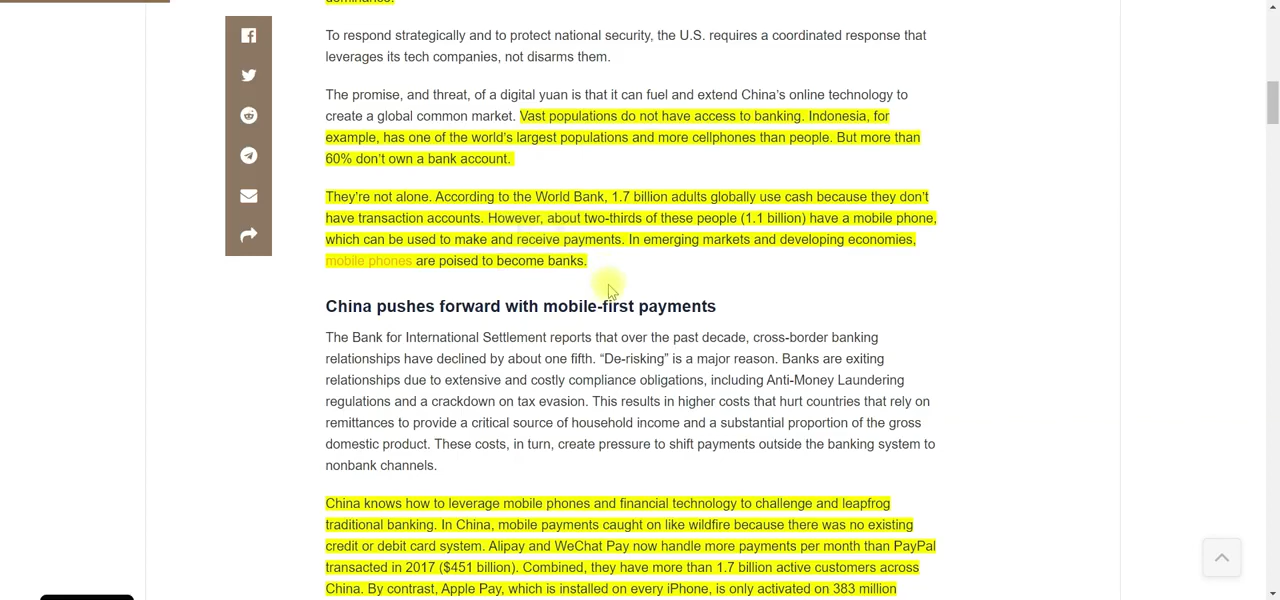 dominance.
To respond strategically and to protect national security, the U.S. requires a coordinated response that
leverages its tech companies, not disarms them.
The promise, and threat, of a digital yuan is that it can fuel and extend China’s online technology to
create a global common market. Vast populations do not have access to banking. Indonesia, for
example, has one of the world’s largest populations and more cellphones than people. But more than
60% don’t own a bank account.
They’re not alone. According to the World Bank, 1.7 billion adults globally use cash because they don’t
have transaction accounts. However, about two-thirds of these people (1.1 billion) have a mobile phone,
which can be used to make and receive payments. In emerging markets and developing economies,
mobile phones are poised to become banks.
China pushes forward with mobile-first payments
The Bank for International Settlement reports that over the past decade, cross-border banking
relationships have declined by about one fifth. “De-risking” is a major reason. Banks are exiting
relationships due to extensive and costly compliance obligations, including Anti-Money Laundering
regulations and a crackdown on tax evasion. This results in higher costs that hurt countries that rely on
remittances to provide a critical source of household income and a substantial proportion of the gross
domestic product. These costs, in turn, create pressure to shift payments outside the banking system to
nonbank channels.
China knows how to leverage mobile phones and financial technology to challenge and leapfrog
traditional banking. In China, mobile payments caught on like wildfire because there was no existing
credit or debit card system. Alipay and WeChat Pay now handle more payments per month than PayPal
transacted in 2017 ($451 billion). Combined, they have more than 1.7 billion active customers across
China. By contrast, Apple Pay, which is installed on every iPhone, is only activated on 383 million